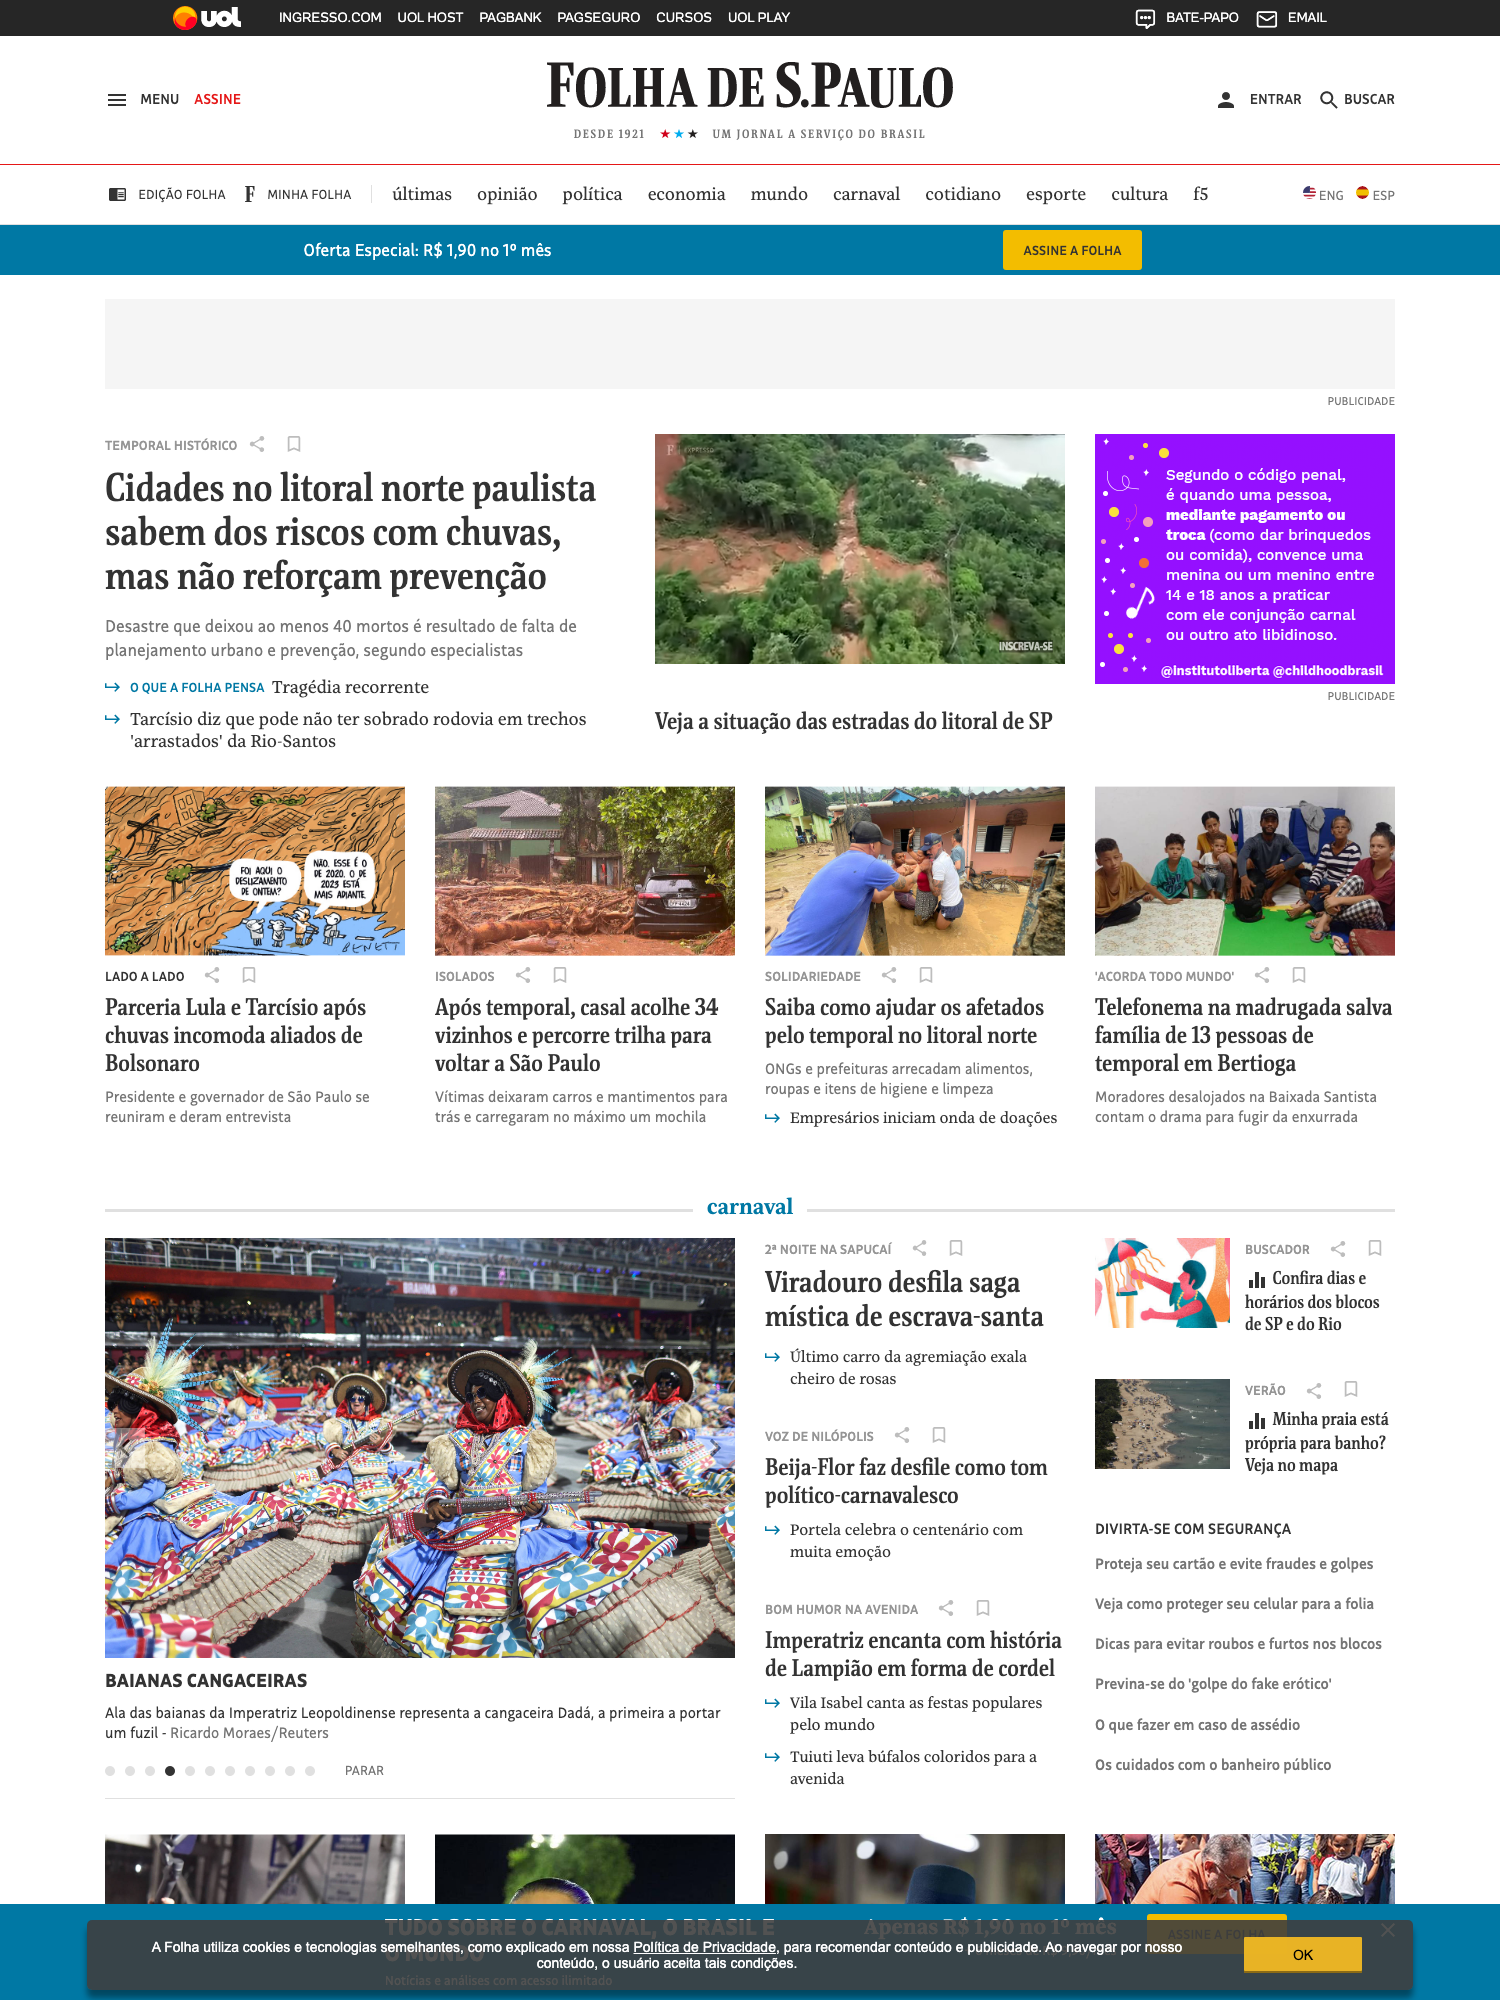 uol
INGRESSO.COM UOL HOST PAGBANK PAGSEGURO CURSOS UOL PLAY
BATE-PAPO EMAIL
MENU ASSINE
FOLHA DE S.PAULO
DESDE 1921 ★★★ UM JORNAL A SERVIÇO DO BRASIL
ENTRAR BUSCAR
EDIÇÃO FOLHA F MINHA FOLHA
últimas opinião política economia mundo carnaval cotidiano esporte cultura f5
ENG ESP
Oferta Especial: R$ 1,90 no 1º mês
ASSINE A FOLHA
PUBLICIDADE
TEMPORAL HISTÓRICO
Cidades no litoral norte paulista
sabem dos riscos com chuvas,
mas não reforçam prevenção
Desastre que deixou ao menos 40 mortos é resultado de falta de
planejamento urbano e prevenção, segundo especialistas
O QUE A FOLHA PENSA Tragédia recorrente
Tarcísio diz que pode não ter sobrado rodovia em trechos
'arrastados' da Rio-Santos
F EXPRESSO
INSCREVA-SE
Veja a situação das estradas do litoral de SP
Segundo o código penal,
é quando uma pessoa,
mediante pagamento ou
troca (como dar brinquedos
ou comida), convence uma
menina ou um menino entre
14 e 18 anos a praticar
com ele conjunção carnal
ou outro ato libidinoso.
@institutoliberta @childhoodbrasil
PUBLICIDADE
FOI AQUI O
DESLIZAMENTO
DE ONTEM?
NÃO. ESSE É O
DE 2020. O DE
2023 ESTÁ
MAIS ADIANTE.
BENETT
LADO A LADO
Parceria Lula e Tarcísio após
chuvas incomoda aliados de
Bolsonaro
Presidente e governador de São Paulo se
reuniram e deram entrevista
ISOLADOS
Após temporal, casal acolhe 34
vizinhos e percorre trilha para
voltar a São Paulo
Vítimas deixaram carros e mantimentos para
trás e carregaram no máximo um mochila
SOLIDARIEDADE
Saiba como ajudar os afetados
pelo temporal no litoral norte
ONGs e prefeituras arrecadam alimentos,
roupas e itens de higiene e limpeza
Empresários iniciam onda de doações
'ACORDA TODO MUNDO'
Telefonema na madrugada salva
família de 13 pessoas de
temporal em Bertioga
Moradores desalojados na Baixada Santista
contam o drama para fugir da enxurrada
carnaval
BAIANAS CANGACEIRAS
Ala das baianas da Imperatriz Leopoldinense representa a cangaceira Dadá, a primeira a portar
um fuzil - Ricardo Moraes/Reuters
PARAR
2ª NOITE NA SAPUCAÍ
Viradouro desfila saga
mística de escrava-santa
Último carro da agremiação exala
cheiro de rosas
VOZ DE NILÓPOLIS
Beija-Flor faz desfile como tom
político-carnavalesco
Portela celebra o centenário com
muita emoção
BOM HUMOR NA AVENIDA
Imperatriz encanta com história
de Lampião em forma de cordel
Vila Isabel canta as festas populares
pelo mundo
Tuiuti leva búfalos coloridos para a
avenida
BUSCADOR
Confira dias e
horários dos blocos
de SP e do Rio
VERÃO
Minha praia está
própria para banho?
Veja no mapa
DIVIRTA-SE COM SEGURANÇA
Proteja seu cartão e evite fraudes e golpes
Veja como proteger seu celular para a folia
Dicas para evitar roubos e furtos nos blocos
Previna-se do 'golpe do fake erótico'
O que fazer em caso de assédio
Os cuidados com o banheiro público
TUDO SOBRE O CARNAVAL, O BRASIL E
O MUNDO
Notícias e análises com acesso ilimitado
Apenas R$ 1,90 no 1º mês
ASSINE A FOLHA
A Folha utiliza cookies e tecnologias semelhantes, como explicado em nossa Política de Privacidade, para recomendar conteúdo e publicidade. Ao navegar por nosso
conteúdo, o usuário aceita tais condições.
OK